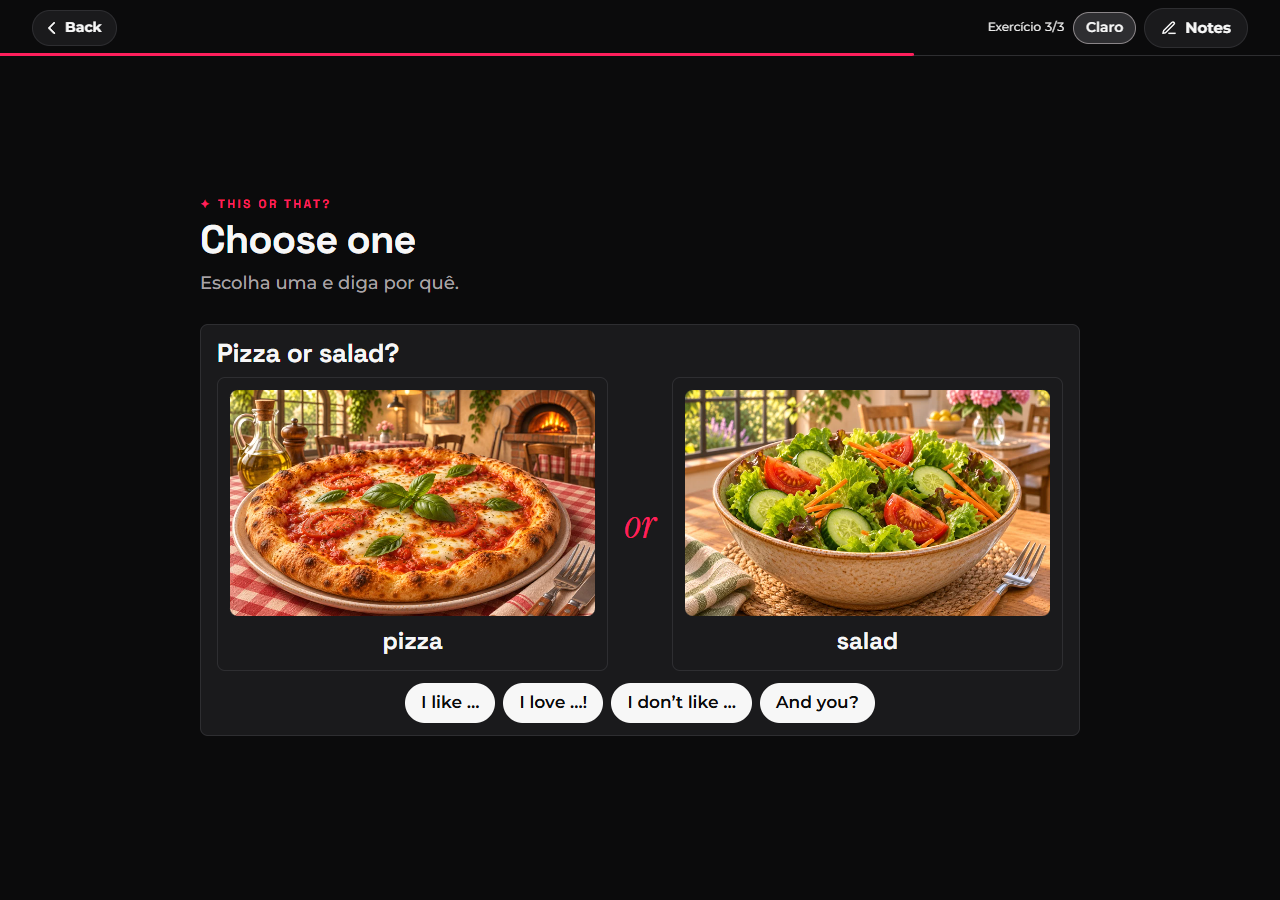 Back
Exercício 3/3
Claro
Notes
✦ THIS OR THAT?
Choose one
Escolha uma e diga por quê.
Pizza or salad?
or
pizza
salad
I like ...
I love ...!
I don’t like ...
And you?